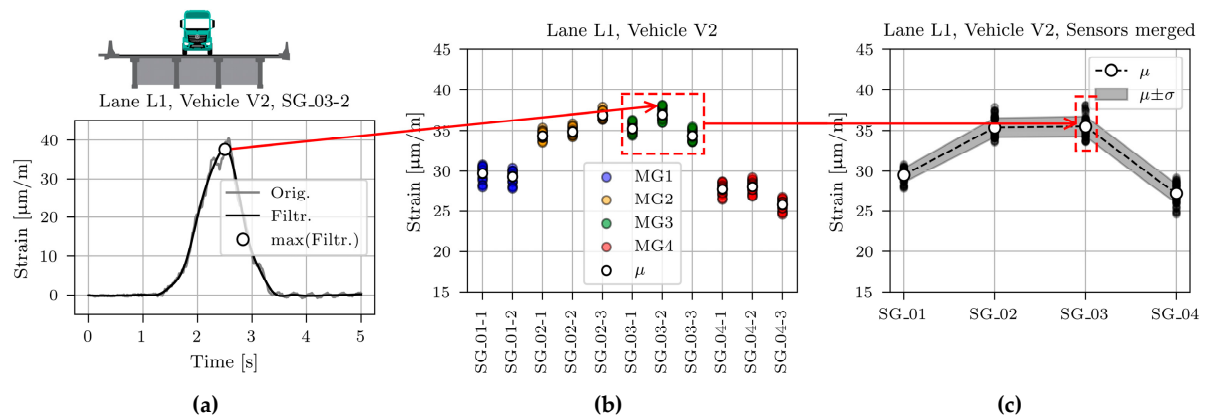 Lane L1, Vehicle V2, SG_03-2
Strain [µm/m]
40
30
20
10
0
Orig.
Filtr.
max(Filtr.)
0
1
2
3
4
5
Time [s]
(a)
Lane L1, Vehicle V2
Strain [µm/m]
45
40
35
30
25
20
15
MG1
MG2
MG3
MG4
µ
SG_01-1
SG_01-2
SG_02-1
SG_02-2
SG_02-3
SG_03-1
SG_03-2
SG_03-3
SG_04-1
SG_04-2
SG_04-3
(b)
Lane L1, Vehicle V2, Sensors merged
Strain [µm/m]
45
40
35
30
25
20
15
µ
µ±σ
SG_01
SG_02
SG_03
SG_04
(c)